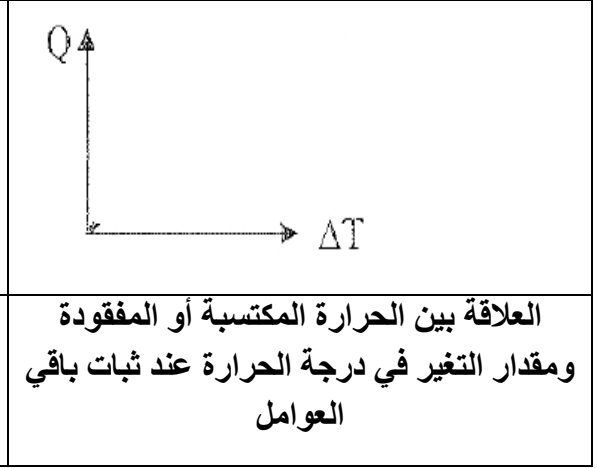 Q
ΔT
العلاقة بين الحرارة المكتسبة أو المفقودة
ومقدار التغير في درجة الحرارة عند ثبات باقي
العوامل